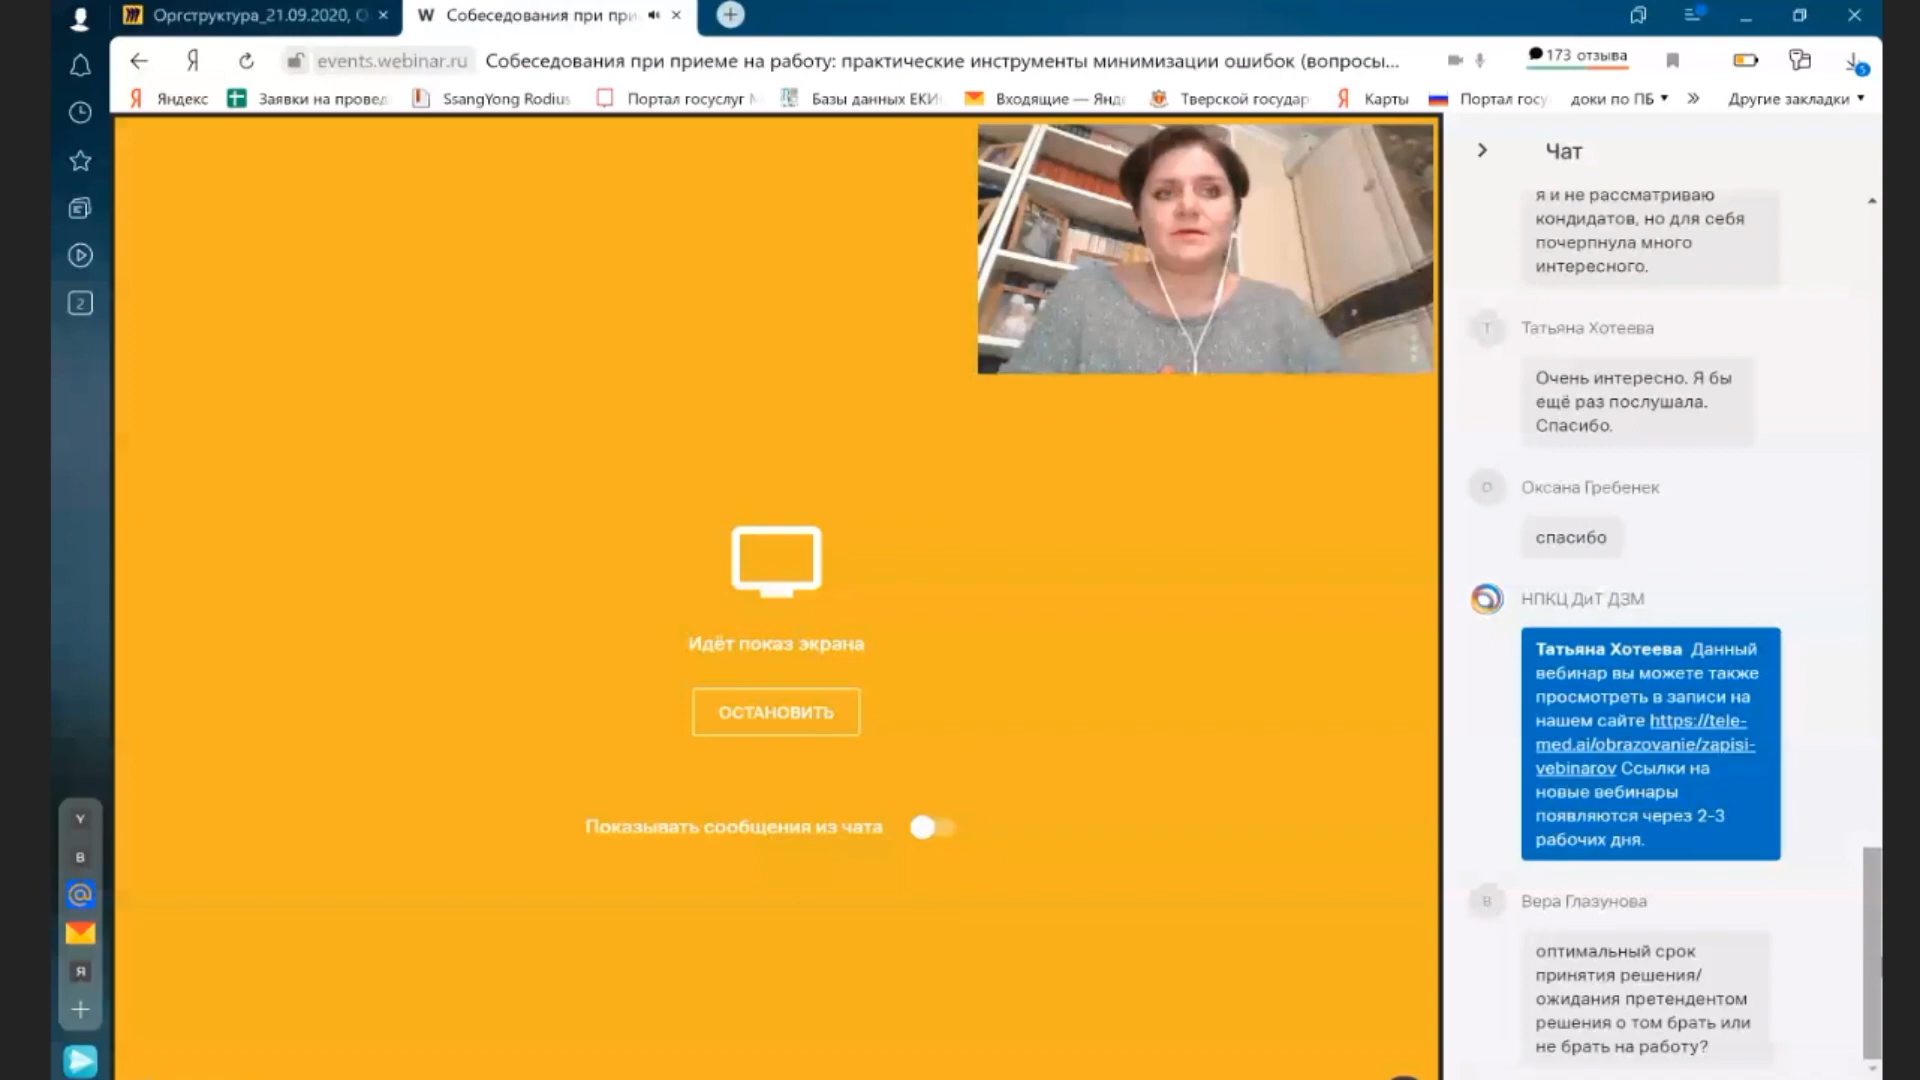 Оргструктура_21.09.2020, О
W Собеседования при при
events.webinar.ru Собеседования при приеме на работу: практические инструменты минимизации ошибок (вопросы...
173 отзыва
5
Яндекс
Заявки на провед
SsangYong Rodius
Портал госуслуг
Базы данных ЕКИ
Входящие — Янд
Тверской государ
Карты
Портал госу
доки по ПБ
Другие закладки
2
Y
B
Я
Идёт показ экрана
ОСТАНОВИТЬ
Показывать сообщения из чата
Чат
я и не рассматриваю
кондидатов, но для себя
почерпнула много
интересного.
Т
Татьяна Хотеева
Очень интересно. Я бы
ещё раз послушала.
Спасибо.
О
Оксана Гребенек
спасибо
НПКЦ ДиТ ДЗМ
Татьяна Хотеева Данный
вебинар вы можете также
просмотреть в записи на
нашем сайте https://tele-
med.ai/obrazovanie/zapisi-
vebinarov Ссылки на
новые вебинары
появляются через 2-3
рабочих дня.
В
Вера Глазунова
оптимальный срок
принятия решения/
ожидания претендентом
решения о том брать или
не брать на работу?